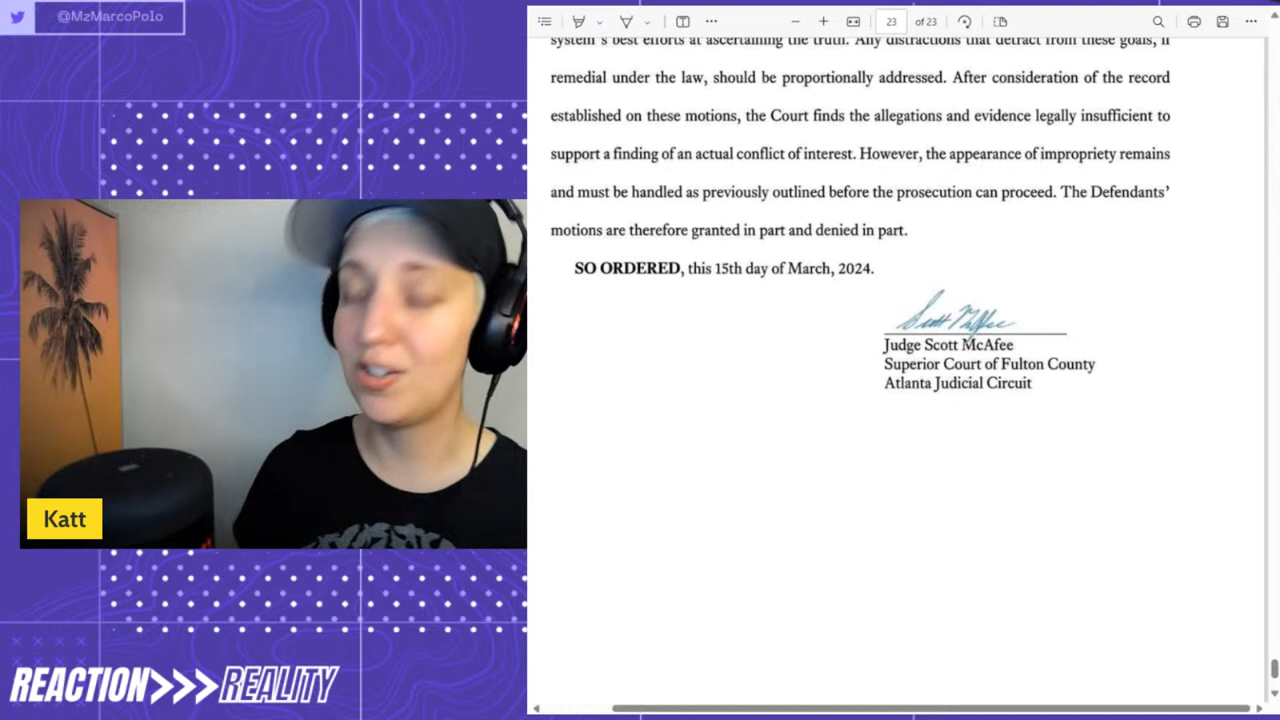 @MzMarcoPolo
23 of 23
system's best efforts at ascertaining the truth. Any distractions that detract from these goals, if
remedial under the law, should be proportionally addressed. After consideration of the record
established on these motions, the Court finds the allegations and evidence legally insufficient to
support a finding of an actual conflict of interest. However, the appearance of impropriety remains
and must be handled as previously outlined before the prosecution can proceed. The Defendants'
motions are therefore granted in part and denied in part.
SO ORDERED, this 15th day of March, 2024.
Scott McAfee
Judge Scott McAfee
Superior Court of Fulton County
Atlanta Judicial Circuit
Katt
REACTION>>>REALITY